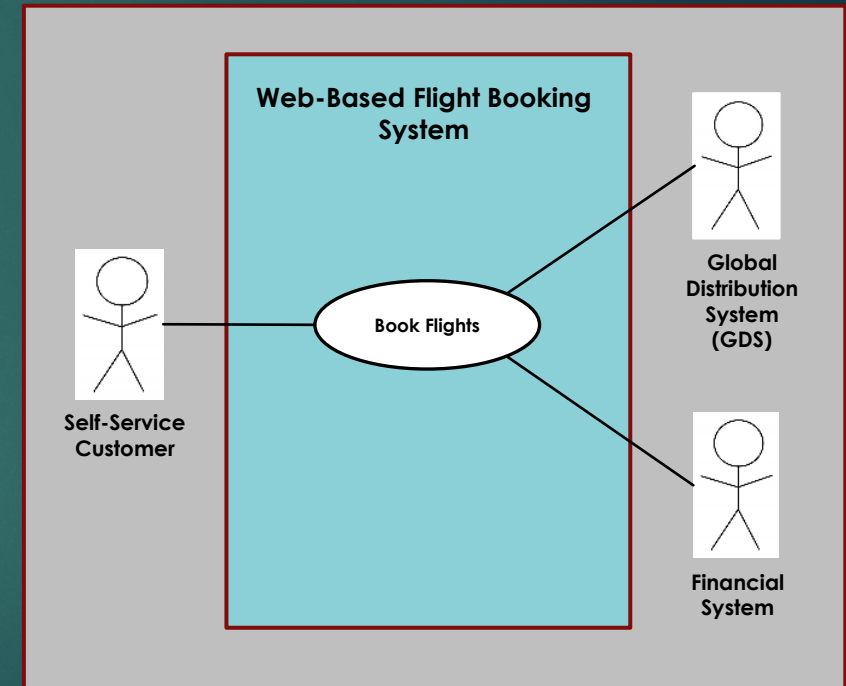 Web-Based Flight Booking
System
Global
Distribution
System
(GDS)
Book Flights
Self-Service
Customer
Financial
System